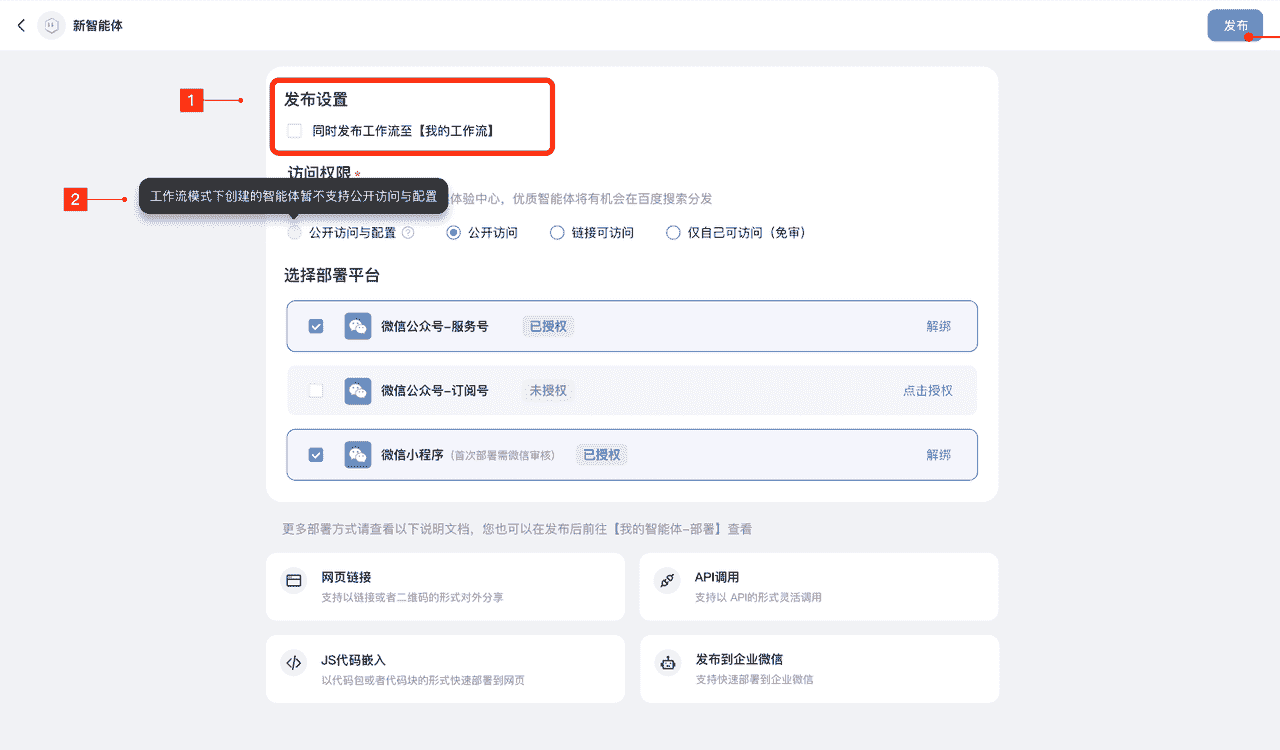 新智能体
发布
1
发布设置
同时发布工作流至【我的工作流】
访问权限 *
2
工作流模式下创建的智能体暂不支持公开访问与配置
体验中心，优质智能体将有机会在百度搜索分发
公开访问与配置 ?
公开访问
链接可访问
仅自己可访问（免审）
选择部署平台
微信公众号-服务号 已授权 解绑
微信公众号-订阅号 未授权 点击授权
微信小程序（首次部署需微信审核） 已授权 解绑
更多部署方式请查看以下说明文档，您也可以在发布后前往【我的智能体-部署】查看
网页链接
支持以链接或者二维码的形式对外分享
API调用
支持以 API的形式灵活调用
JS代码嵌入
以代码包或者代码块的形式快速部署到网页
发布到企业微信
支持快速部署到企业微信